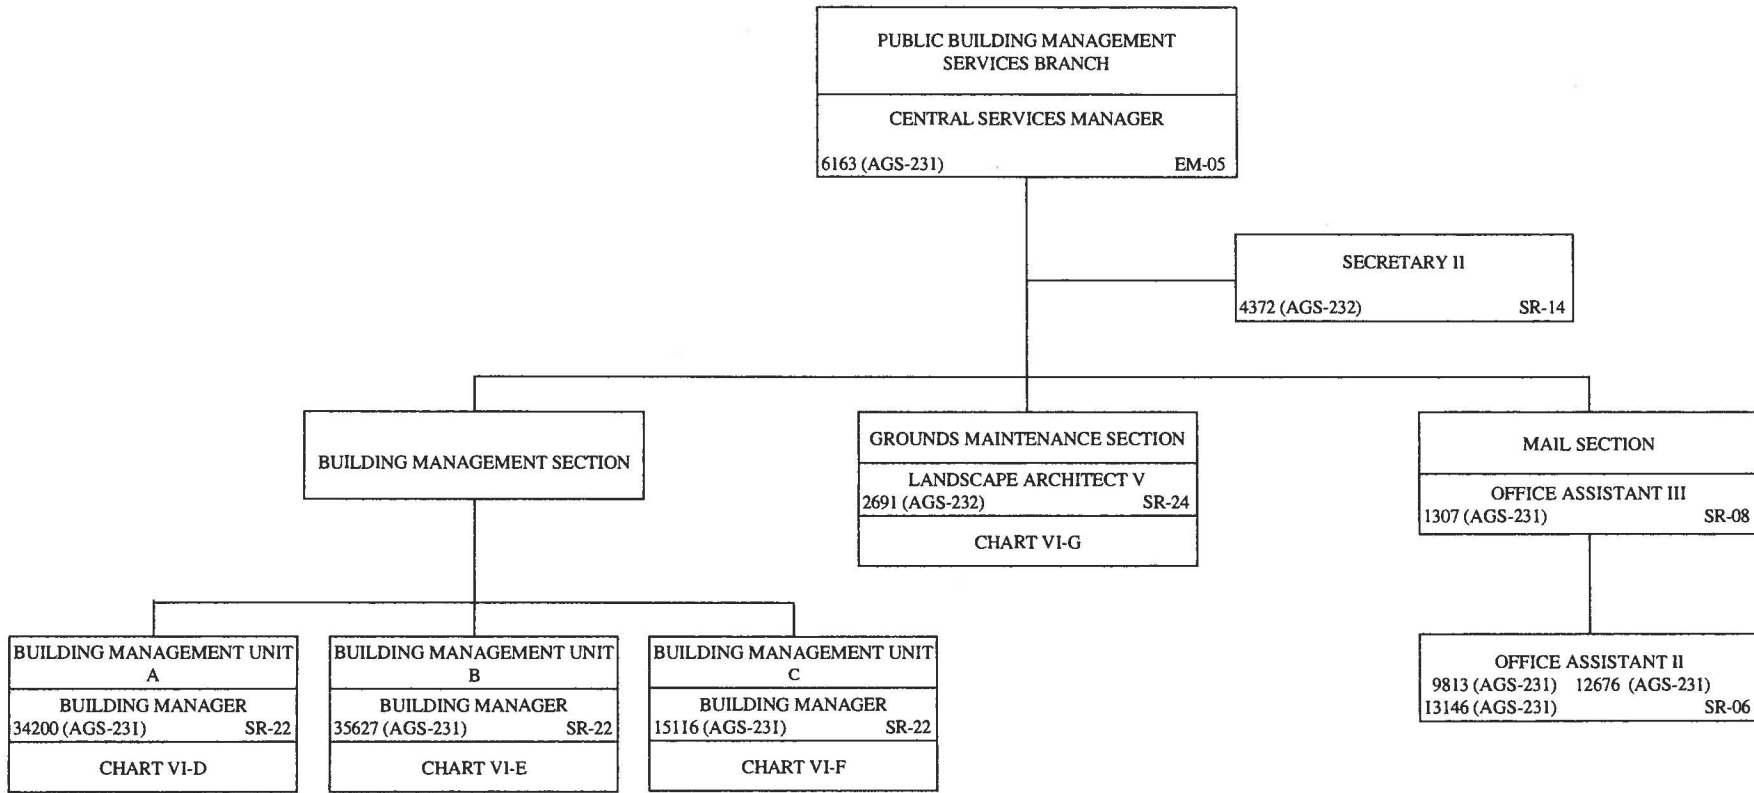 PUBLIC BUILDING MANAGEMENT
SERVICES BRANCH
CENTRAL SERVICES MANAGER
6163 (AGS-231) EM-05
SECRETARY II
4372 (AGS-232) SR-14
BUILDING MANAGEMENT SECTION
GROUNDS MAINTENANCE SECTION
LANDSCAPE ARCHITECT V
2691 (AGS-232) SR-24
CHART VI-G
MAIL SECTION
OFFICE ASSISTANT III
1307 (AGS-231) SR-08
BUILDING MANAGEMENT UNIT
A
BUILDING MANAGER
34200 (AGS-231) SR-22
CHART VI-D
BUILDING MANAGEMENT UNIT
B
BUILDING MANAGER
35627 (AGS-231) SR-22
CHART VI-E
BUILDING MANAGEMENT UNIT
C
BUILDING MANAGER
15116 (AGS-231) SR-22
CHART VI-F
OFFICE ASSISTANT II
9813 (AGS-231) 12676 (AGS-231)
13146 (AGS-231) SR-06